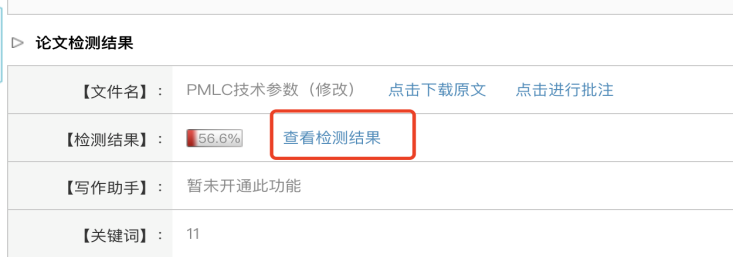 论文检测结果
【文件名】: PMLC技术参数（修改） 点击下载原文 点击进行批注
【检测结果】: 56.6% 查看检测结果
【写作助手】: 暂未开通此功能
【关键词】: 11